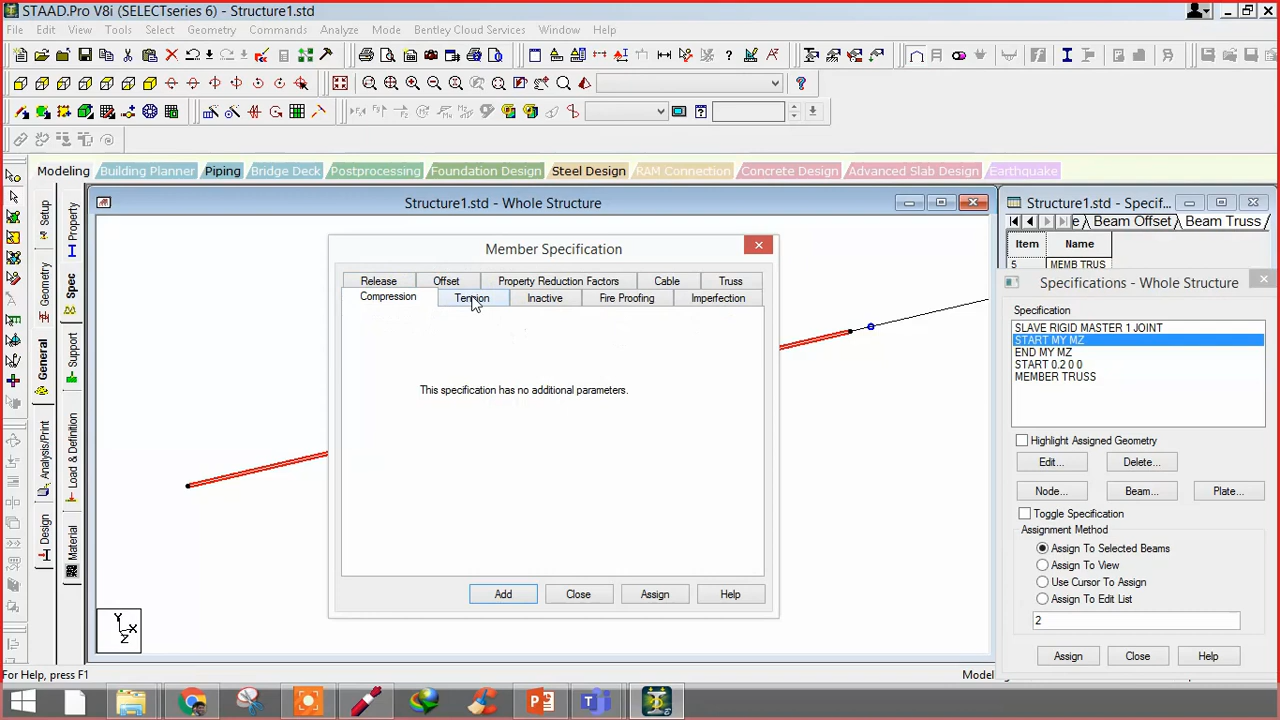 STAAD.Pro V8i (SELECTseries 6) - Structure1.std
File Edit View Tools Select Geometry Commands Analyze Mode Bentley Cloud Services Window Help
Modeling Building Planner Piping Bridge Deck Postprocessing Foundation Design Steel Design RAM Connection Concrete Design Advanced Slab Design Earthquake
Structure1.std - Whole Structure
Structure1.std - Specif...
e Beam Offset Beam Truss
Item Name
5 MEMB TRUS
Setup
Geometry
General
Analysis/Print
Design
Property
Spec
Support
Load & Definition
Material
Member Specification
Release Offset Property Reduction Factors Cable Truss
Compression Tension Inactive Fire Proofing Imperfection
This specification has no additional parameters.
Add Close Assign Help
Specifications - Whole Structure
Specification
SLAVE RIGID MASTER 1 JOINT
START MY MZ
END MY MZ
START 0.2 0 0
MEMBER TRUSS
Highlight Assigned Geometry
Edit... Delete...
Node... Beam... Plate...
Toggle Specification
Assignment Method
Assign To Selected Beams
Assign To View
Use Cursor To Assign
Assign To Edit List
2
Assign Close Help
Y
X
Z
For Help, press F1
Model